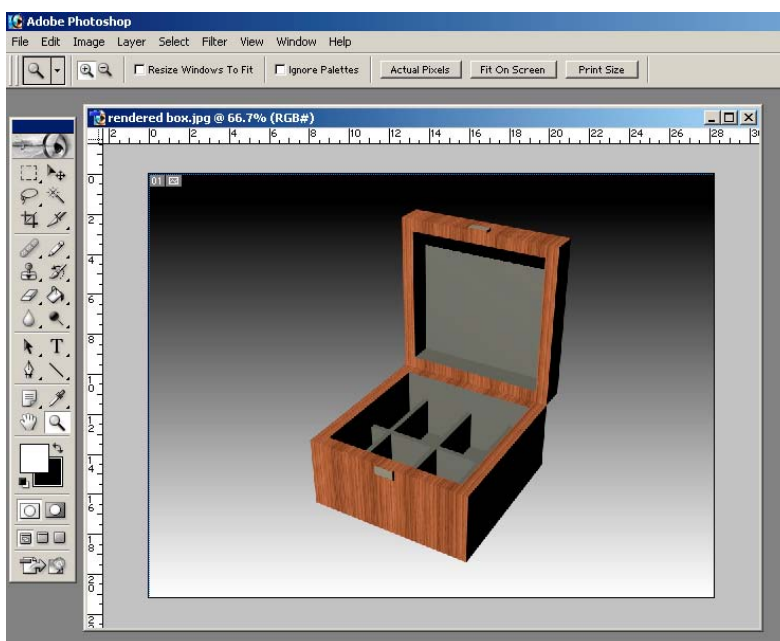 Adobe Photoshop
File Edit Image Layer Select Filter View Window Help
Resize Windows To Fit Ignore Palettes Actual Pixels Fit On Screen Print Size
rendered box.jpg @ 66.7% (RGB#)
2 0 2 4 6 8 10 12 14 16 18 20 22 24 26 28
01
0
2
4
6
8
10
12
14
16
18
20
T